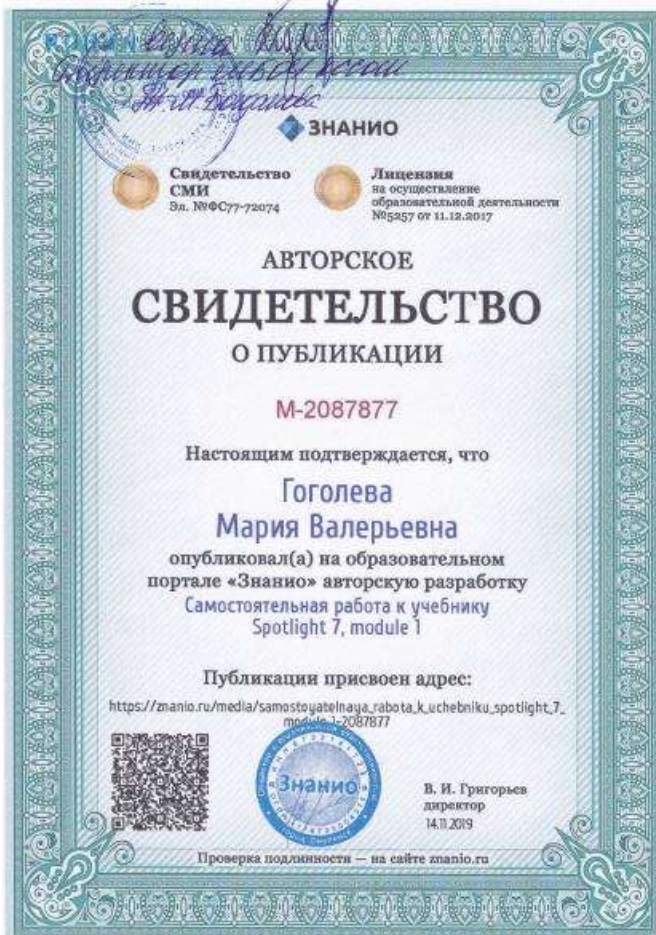 ЗНАНИО
Свидетельство
СМИ
Эл. №ФС77-72074
Лицензия
на осуществление
образовательной деятельности
№5257 от 11.12.2017
АВТОРСКОЕ
СВИДЕТЕЛЬСТВО
О ПУБЛИКАЦИИ
М-2087877
Настоящим подтверждается, что
Гоголева
Мария Валерьевна
опубликовал(а) на образовательном
портале «Знанио» авторскую разработку
Самостоятельная работа к учебнику
Spotlight 7, module 1
Публикации присвоен адрес:
https://znanio.ru/media/samostoyatelnaya_rabota_k_uchebniku_spotlight_7_
module_1-2087877
Знанио
В. И. Григорьев
директор
14.11.2019
Проверка подлинности — на сайте znanio.ru